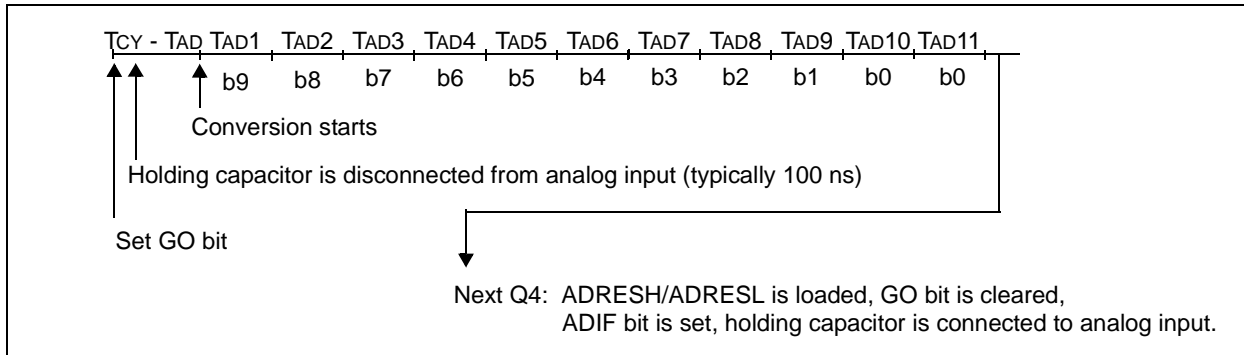 TCY - TAD TAD1 TAD2 TAD3 TAD4 TAD5 TAD6 TAD7 TAD8 TAD9 TAD10 TAD11
b9 b8 b7 b6 b5 b4 b3 b2 b1 b0 b0
Conversion starts
Holding capacitor is disconnected from analog input (typically 100 ns)
Set GO bit
Next Q4: ADRESH/ADRESL is loaded, GO bit is cleared,
ADIF bit is set, holding capacitor is connected to analog input.